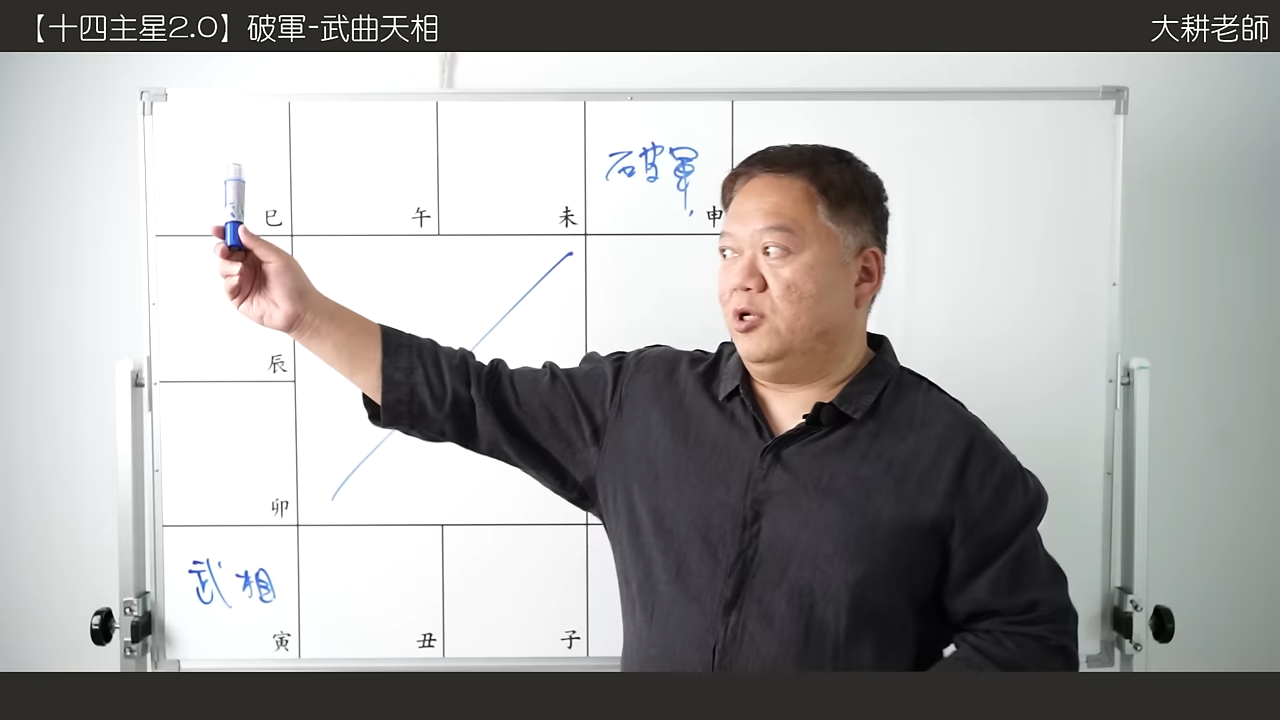 【十四主星2.0】破軍-武曲天相
大耕老師
破軍
巳
午
未
申
辰
卯
武相
寅
丑
子